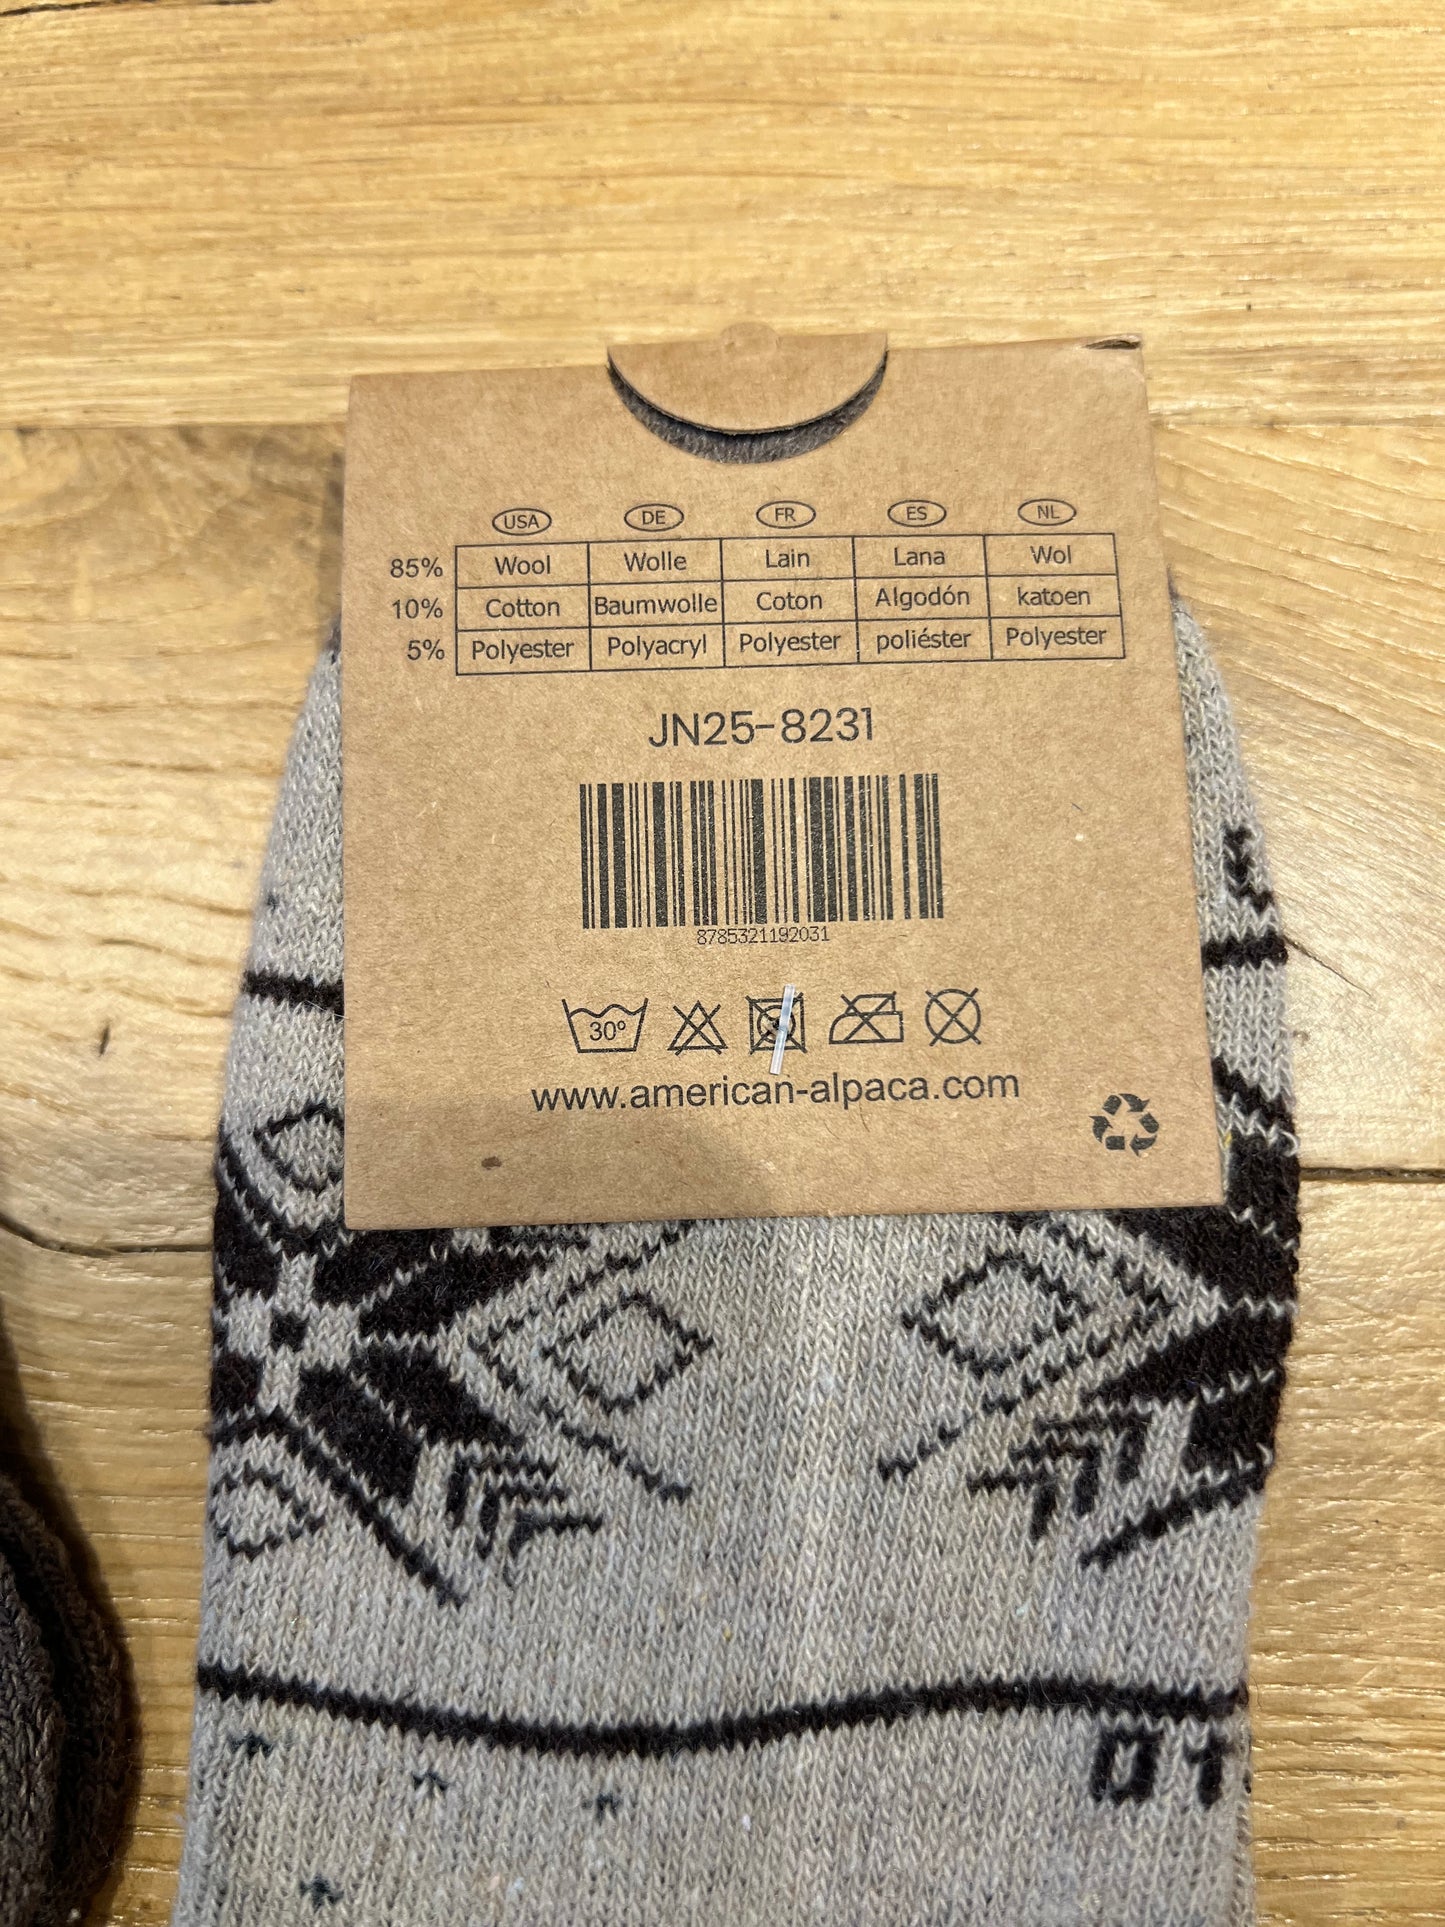 USA DE FR ES NL
85% Wool Wolle Lain Lana Wol
10% Cotton Baumwolle Coton Algodón katoen
5% Polyester Polyacryl Polyester poliéster Polyester
JN25-8231
8785321192031
30º
www.american-alpaca.com